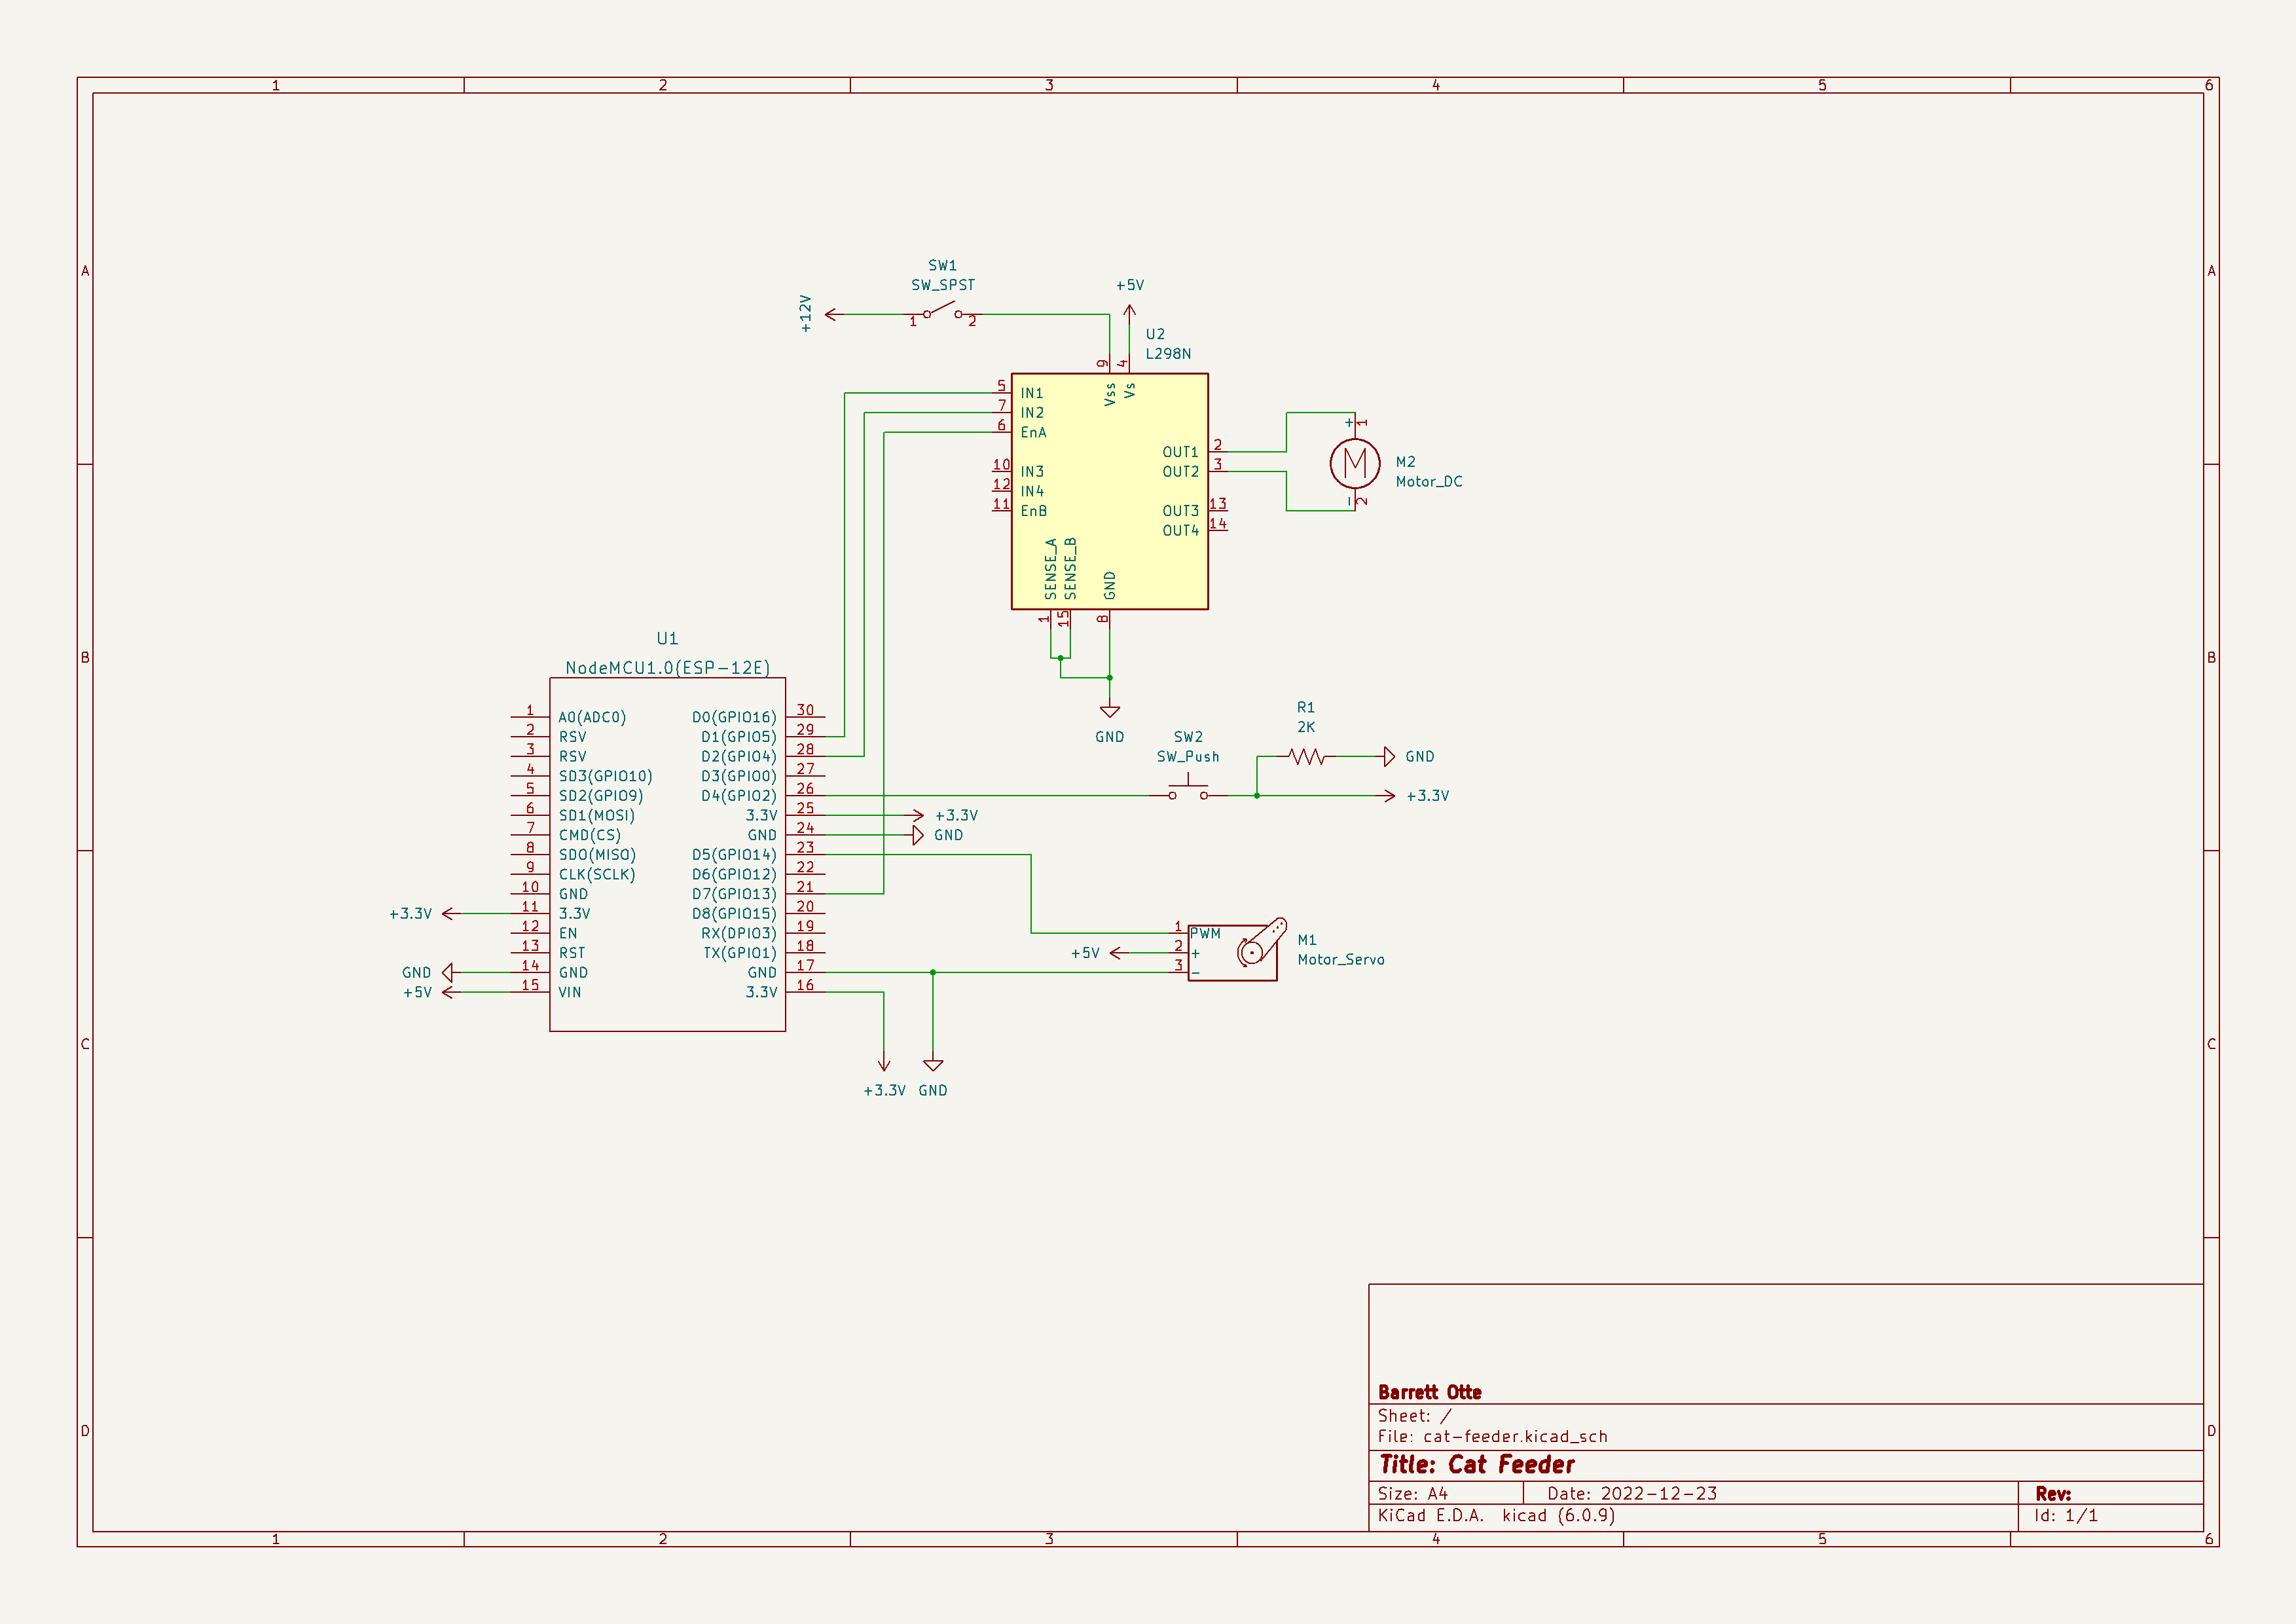 1 2 3 4 5 6
A A
SW1
SW_SPST
+12V
1 2
+5V
U2
L298N
9 4
Vss Vs
5 IN1
7 IN2
6 EnA
10 IN3
12 IN4
11 EnB
OUT1 2
OUT2 3
OUT3 13
OUT4 14
SENSE_A SENSE_B GND
1 15 8
GND
+ 1
M
- 2
M2
Motor_DC
B B
U1
NodeMCU1.0(ESP-12E)
1 A0(ADC0) D0(GPIO16) 30
2 RSV D1(GPIO5) 29
3 RSV D2(GPIO4) 28
4 SD3(GPIO10) D3(GPIO0) 27
5 SD2(GPIO9) D4(GPIO2) 26
6 SD1(MOSI) 3.3V 25 +3.3V
7 CMD(CS) GND 24 GND
8 SD0(MISO) D5(GPIO14) 23
9 CLK(SCLK) D6(GPIO12) 22
10 GND D7(GPIO13) 21
+3.3V 11 3.3V D8(GPIO15) 20
12 EN RX(DPIO3) 19
13 RST TX(GPIO1) 18
GND 14 GND GND 17
+5V 15 VIN 3.3V 16
+3.3V GND
R1
2K
GND
SW2
SW_Push
+3.3V
1 PWM
+5V 2 +
3 -
M1
Motor_Servo
C C
D D
Barrett Otte
Sheet: /
File: cat-feeder.kicad_sch
Title: Cat Feeder
Size: A4 Date: 2022-12-23 Rev:
KiCad E.D.A. kicad (6.0.9) Id: 1/1
1 2 3 4 5 6